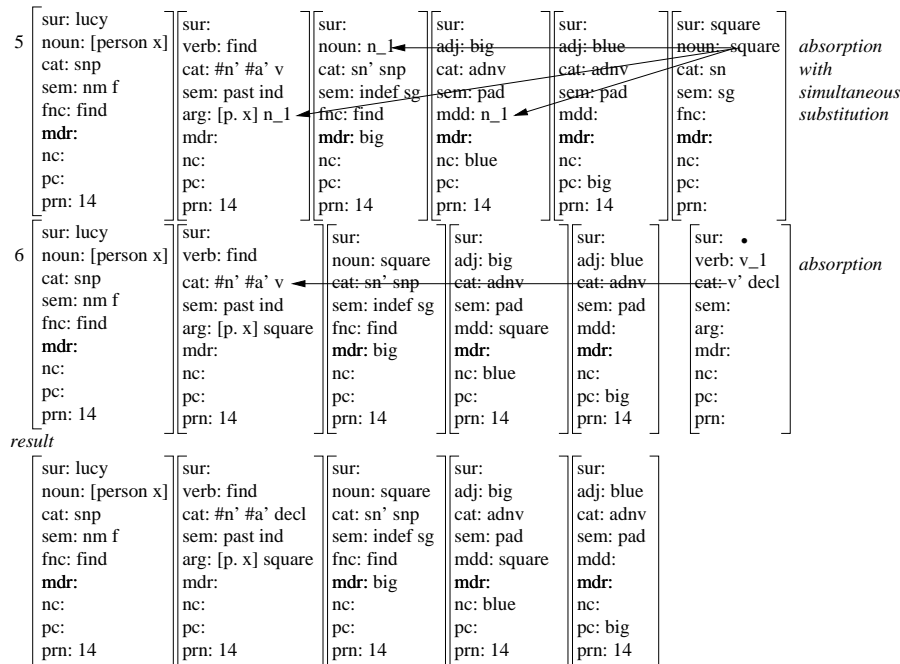 5
sur: lucy
noun: [person x]
cat: snp
sem: nm f
fnc: find
mdr:
nc:
pc:
prn: 14
sur:
verb: find
cat: #n’ #a’ v
sem: past ind
arg: [p. x] n_1
mdr:
nc:
pc:
prn: 14
sur:
noun: n_1
cat: sn’ snp
sem: indef sg
fnc: find
mdr: big
nc:
pc:
prn: 14
sur:
adj: big
cat: adnv
sem: pad
mdd: n_1
mdr:
nc: blue
pc:
prn: 14
sur:
adj: blue
cat: adnv
sem: pad
mdd:
mdr:
nc:
pc: big
prn: 14
sur: square
noun: square
cat: sn
sem: sg
fnc:
mdr:
nc:
pc:
prn:
absorption
with
simultaneous
substitution
6
sur: lucy
noun: [person x]
cat: snp
sem: nm f
fnc: find
mdr:
nc:
pc:
prn: 14
sur:
verb: find
cat: #n’ #a’ v
sem: past ind
arg: [p. x] square
mdr:
nc:
pc:
prn: 14
sur:
noun: square
cat: sn’ snp
sem: indef sg
fnc: find
mdr: big
nc:
pc:
prn: 14
sur:
adj: big
cat: adnv
sem: pad
mdd: square
mdr:
nc: blue
pc:
prn: 14
sur:
adj: blue
cat: adnv
sem: pad
mdd:
mdr:
nc:
pc: big
prn: 14
sur: •
verb: v_1
cat: v’ decl
sem:
arg:
mdr:
nc:
pc:
prn:
absorption
result
sur: lucy
noun: [person x]
cat: snp
sem: nm f
fnc: find
mdr:
nc:
pc:
prn: 14
sur:
verb: find
cat: #n’ #a’ decl
sem: past ind
arg: [p. x] square
mdr:
nc:
pc:
prn: 14
sur:
noun: square
cat: sn’ snp
sem: indef sg
fnc: find
mdr: big
nc:
pc:
prn: 14
sur:
adj: big
cat: adnv
sem: pad
mdd: square
mdr:
nc: blue
pc:
prn: 14
sur:
adj: blue
cat: adnv
sem: pad
mdd:
mdr:
nc:
pc: big
prn: 14